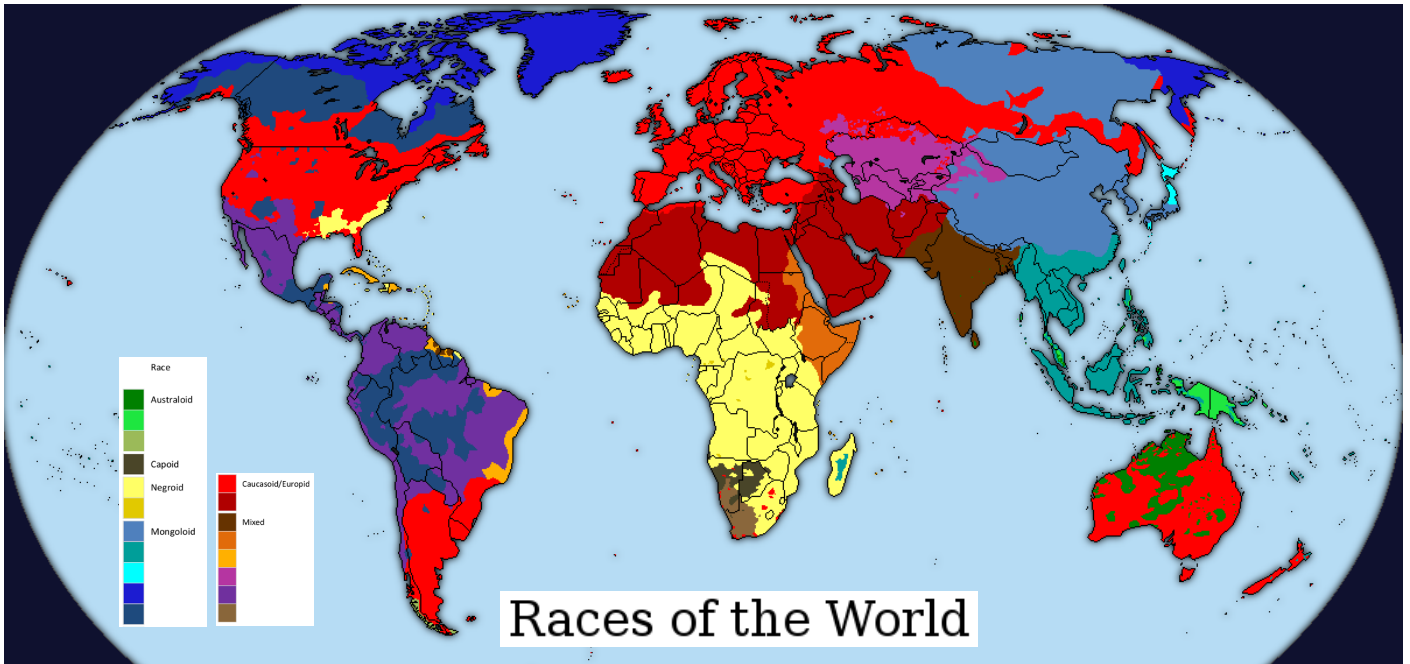 Race
Australoid
Capoid
Negroid
Mongoloid
Caucasoid/Europid
Mixed
Races of the World